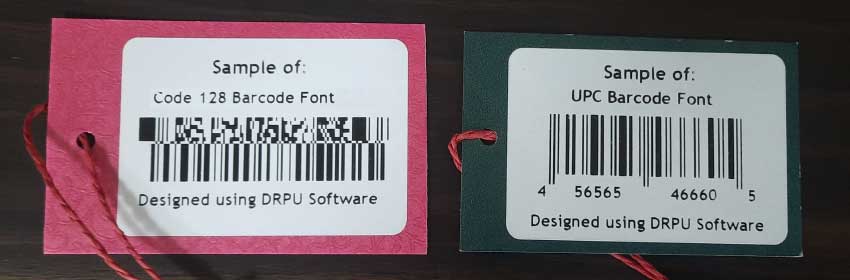 Sample of:
Code 128 Barcode Font
Designed using DRPU Software
Sample of:
UPC Barcode Font
4 56565 46660 5
Designed using DRPU Software